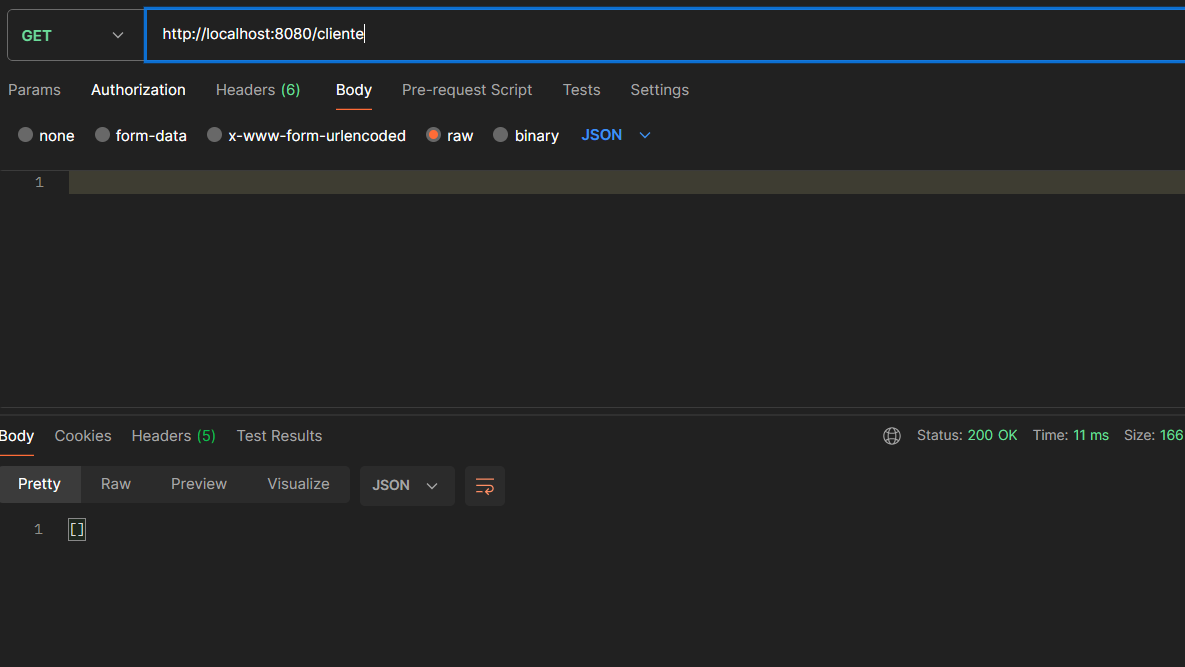 GET http://localhost:8080/cliente
Params Authorization Headers (6) Body Pre-request Script Tests Settings
none form-data x-www-form-urlencoded raw binary JSON
1
Body Cookies Headers (5) Test Results Status: 200 OK Time: 11 ms Size: 166
Pretty Raw Preview Visualize JSON
1 []